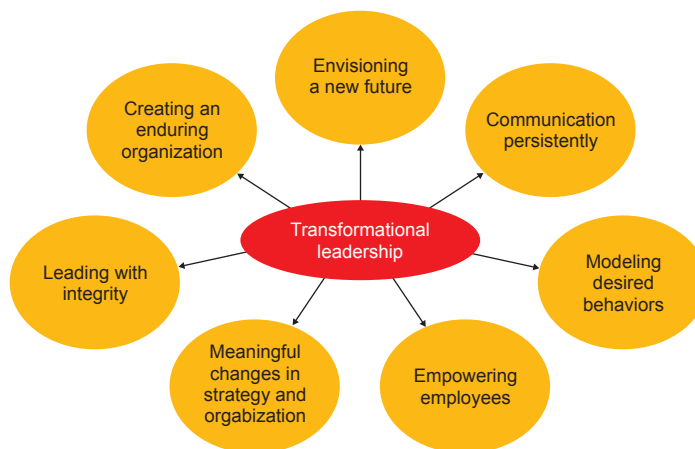 Envisioning
a new future
Creating an
enduring
organization
Communication
persistently
Transformational
leadership
Leading with
integrity
Modeling
desired
behaviors
Meaningful
changes in
strategy and
orgabization
Empowering
employees